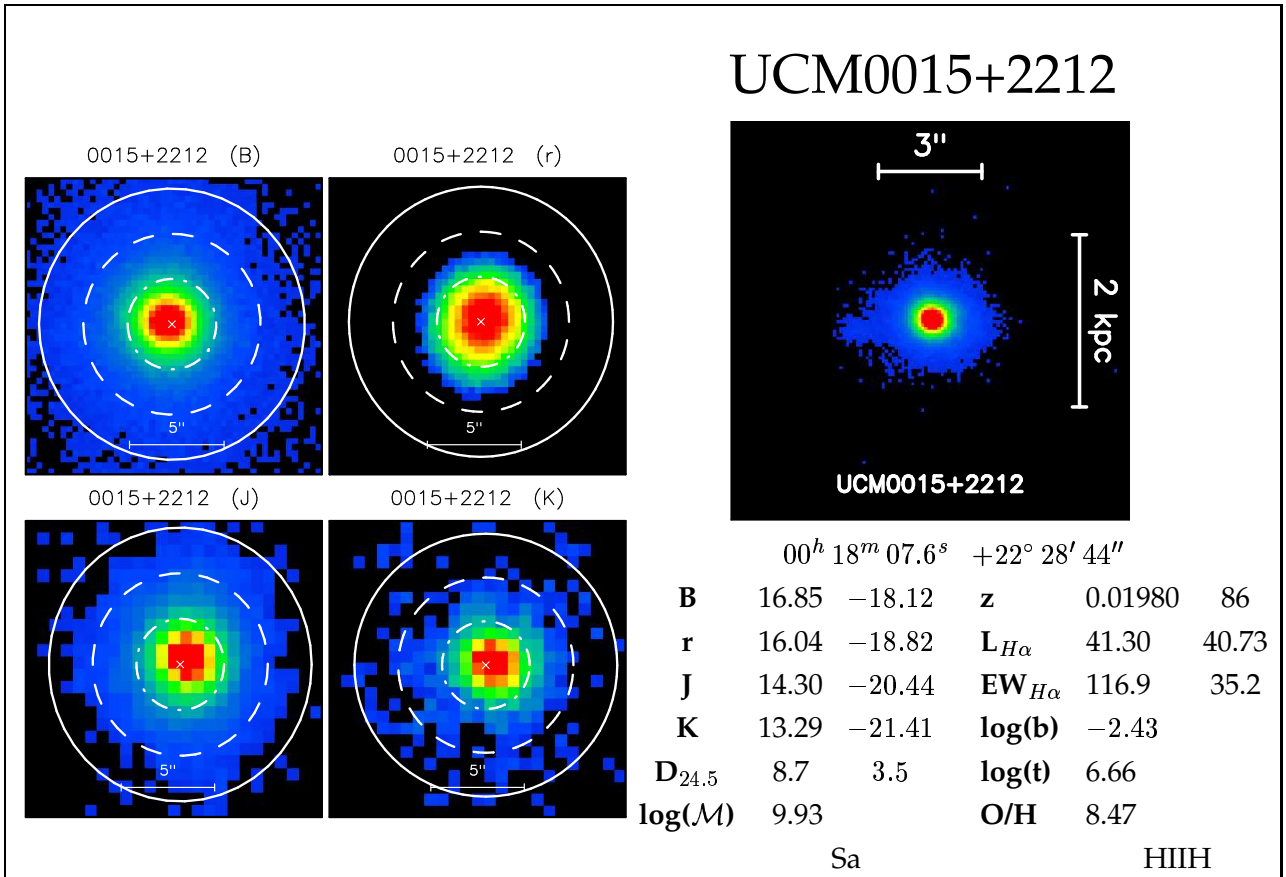 UCM0015+2212
0015+2212 (B)
0015+2212 (r)
5"
5"
0015+2212 (J)
0015+2212 (K)
5"
5"
3"
2 kpc
UCM0015+2212
00h 18m 07.6s +22° 28′ 44″
B 16.85 −18.12 z 0.01980 86
r 16.04 −18.82 LHα 41.30 40.73
J 14.30 −20.44 EWHα 116.9 35.2
K 13.29 −21.41 log(b) −2.43
D24.5 8.7 3.5 log(t) 6.66
log(ℳ) 9.93 O/H 8.47
Sa HIIH